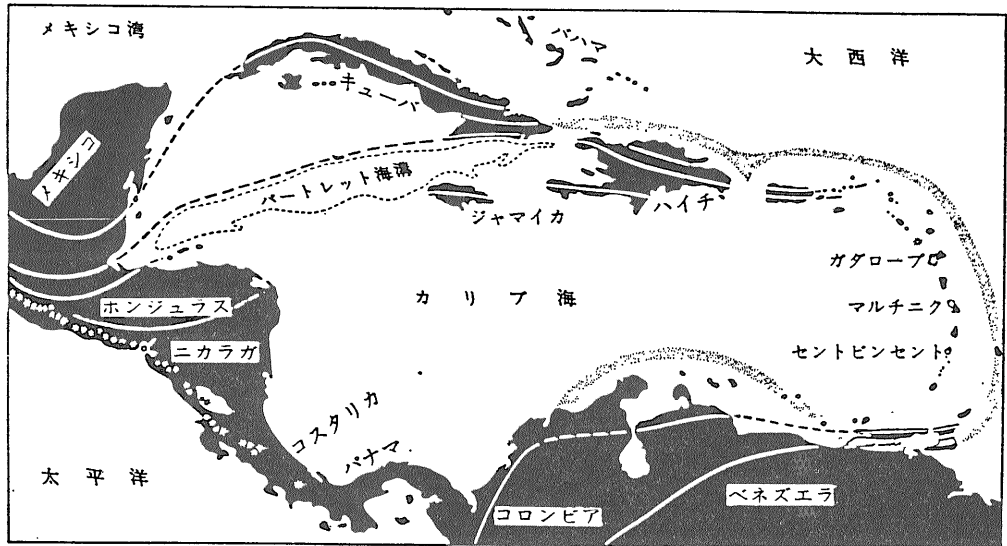 メキシコ湾
バハマ
大西洋
キューバ
メキシコ
バートレット海湾
ジャマイカ
ハイチ
ガダローブ
カリブ海
マルチニク
セントビンセント
ホンジュラス
ニカラガ
コスタリカ
パナマ
太平洋
コロンビア
ベネズエラ